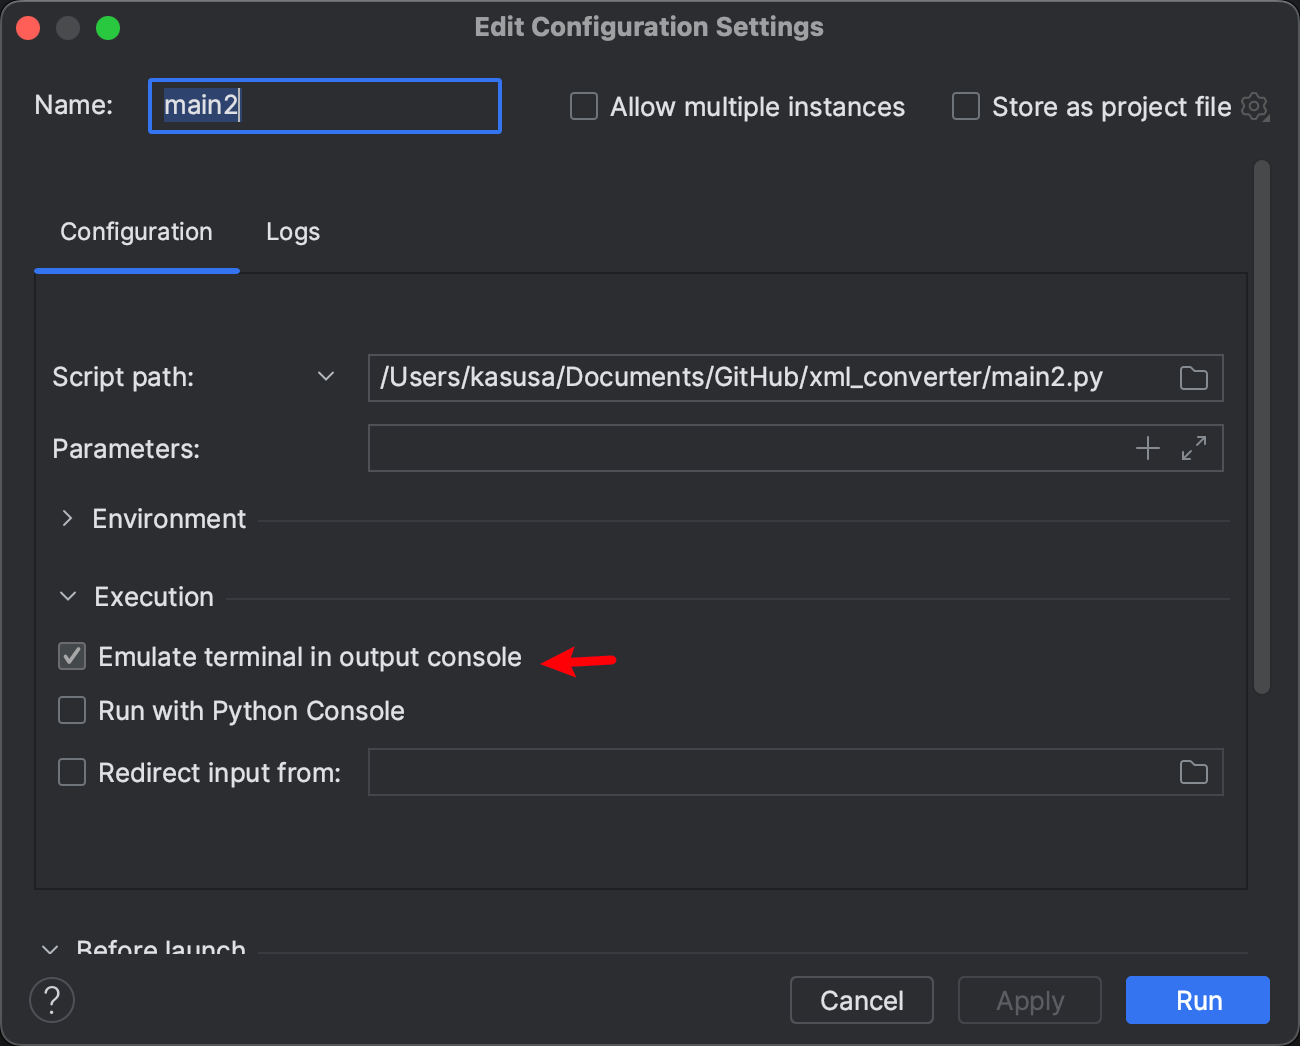 Edit Configuration Settings
Name: main2 Allow multiple instances Store as project file
Configuration Logs
Script path: /Users/kasusa/Documents/GitHub/xml_converter/main2.py
Parameters:
Environment
Execution
Emulate terminal in output console
Run with Python Console
Redirect input from:
Before launch
? Cancel Apply Run